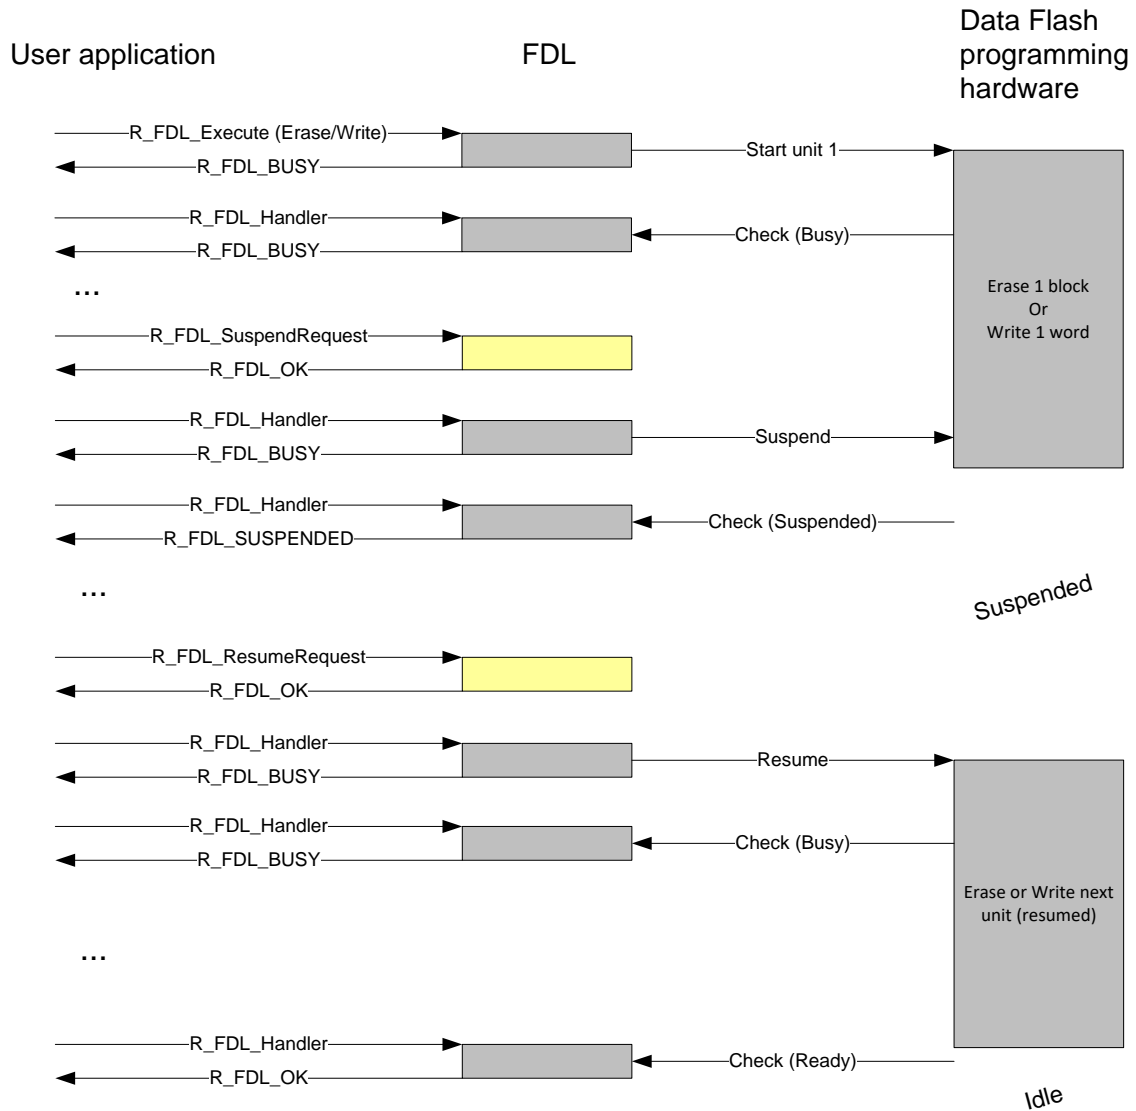 User application
FDL
Data Flash
programming
hardware
R_FDL_Execute (Erase/Write)
Start unit 1
R_FDL_BUSY
R_FDL_Handler
Check (Busy)
R_FDL_BUSY
...
Erase 1 block
Or
Write 1 word
R_FDL_SuspendRequest
R_FDL_OK
R_FDL_Handler
Suspend
R_FDL_BUSY
R_FDL_Handler
Check (Suspended)
R_FDL_SUSPENDED
...
Suspended
R_FDL_ResumeRequest
R_FDL_OK
R_FDL_Handler
Resume
R_FDL_BUSY
R_FDL_Handler
Check (Busy)
R_FDL_BUSY
Erase or Write next
unit (resumed)
...
R_FDL_Handler
Check (Ready)
R_FDL_OK
Idle